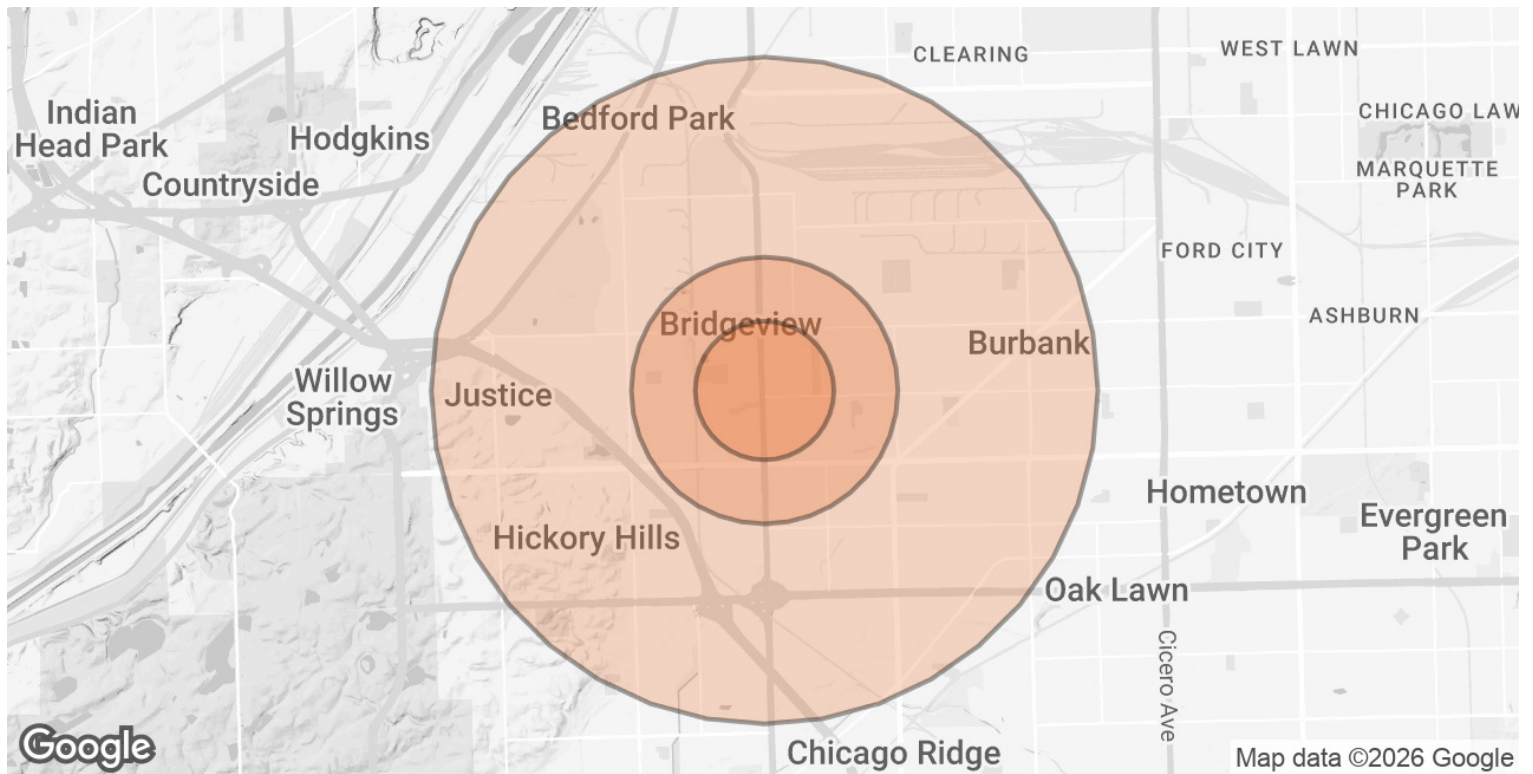 CLEARING
WEST LAWN
Indian
Head Park
Hodgkins
Bedford Park
CHICAGO LAW
Countryside
MARQUETTE
PARK
FORD CITY
Bridgeview
ASHBURN
Burbank
Willow
Springs
Justice
Hometown
Evergreen
Park
Hickory Hills
Oak Lawn
Cicero Ave
Google
Chicago Ridge
Map data ©2026 Google